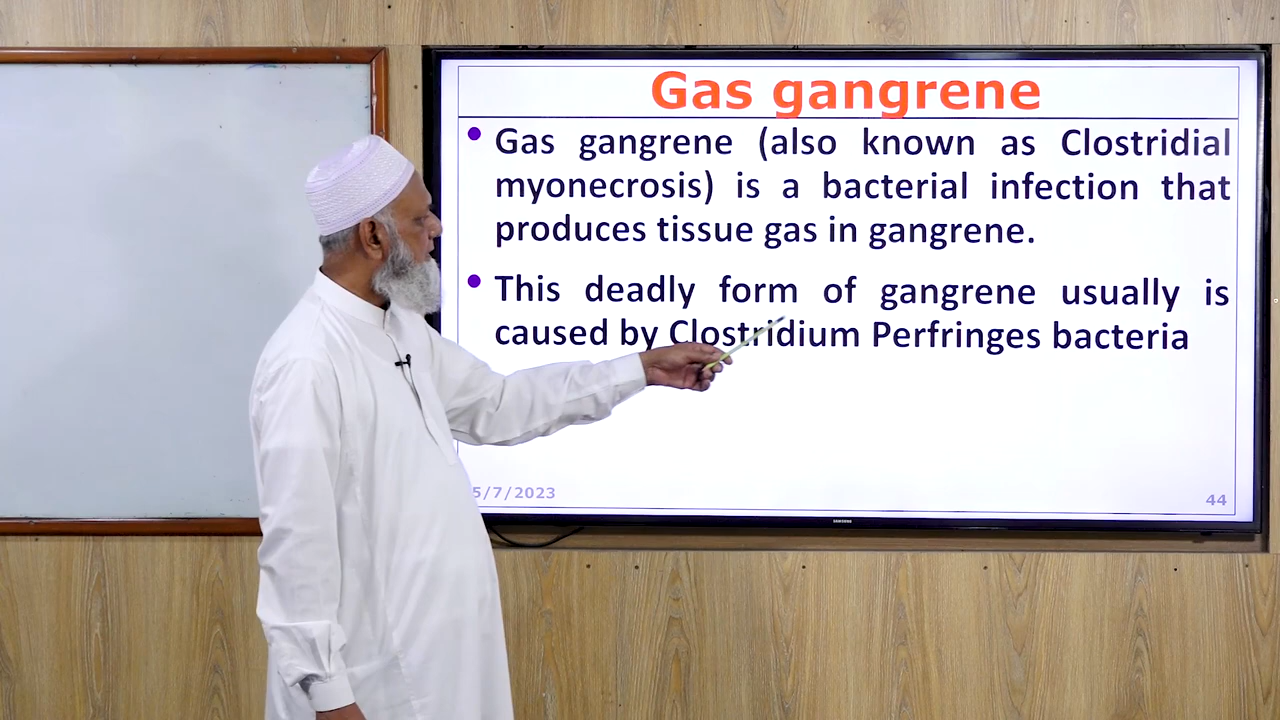 Gas gangrene
• Gas gangrene (also known as Clostridial
myonecrosis) is a bacterial infection that
produces tissue gas in gangrene.
• This deadly form of gangrene usually is
caused by Clostridium Perfringes bacteria
5/7/2023
44
SAMSUNG